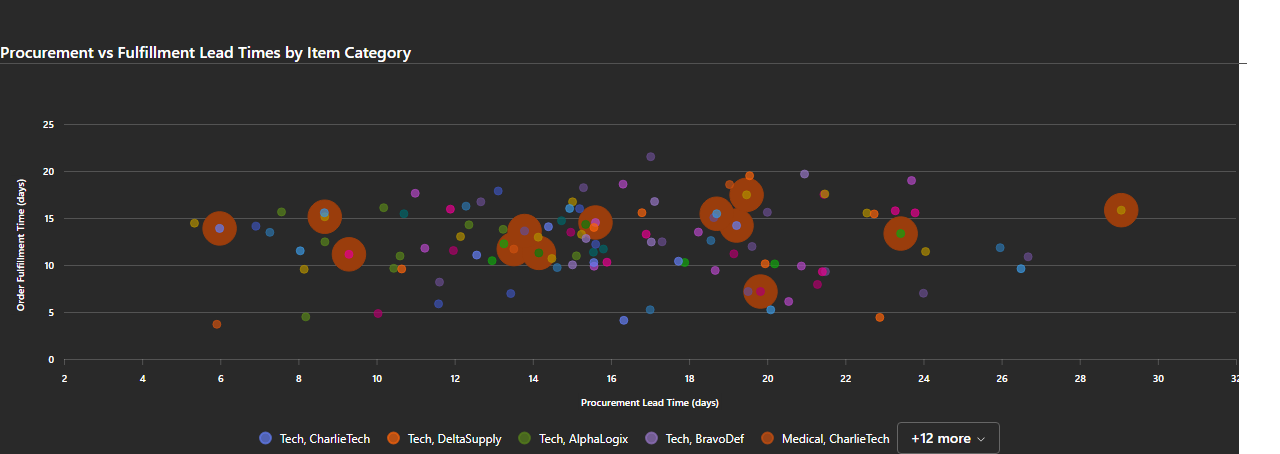 Procurement vs Fulfillment Lead Times by Item Category
Order Fulfillment Time (days)
25
20
15
10
5
0
2 4 6 8 10 12 14 16 18 20 22 24 26 28 30 32
Procurement Lead Time (days)
Tech, CharlieTech Tech, DeltaSupply Tech, AlphaLogix Tech, BravoDef Medical, CharlieTech +12 more